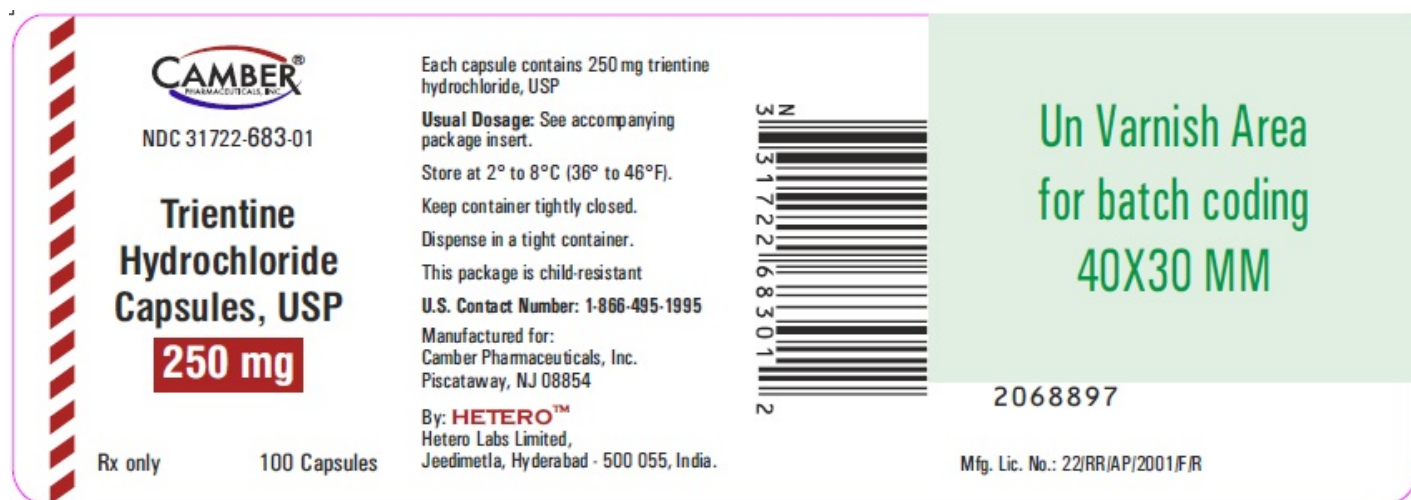 CAMBER®
PHARMACEUTICALS, INC.
NDC 31722-683-01
Trientine
Hydrochloride
Capsules, USP
250 mg
Rx only
100 Capsules
Each capsule contains 250 mg trientine
hydrochloride, USP
Usual Dosage: See accompanying
package insert.
Store at 2° to 8°C (36° to 46°F).
Keep container tightly closed.
Dispense in a tight container.
This package is child-resistant
U.S. Contact Number: 1-866-495-1995
Manufactured for:
Camber Pharmaceuticals, Inc.
Piscataway, NJ 08854
By: HETERO™
Hetero Labs Limited,
Jeedimetla, Hyderabad - 500 055, India.
N
3 31722 68301 2
Un Varnish Area
for batch coding
40X30 MM
2068897
Mfg. Lic. No.: 22/RR/AP/2001/F/R